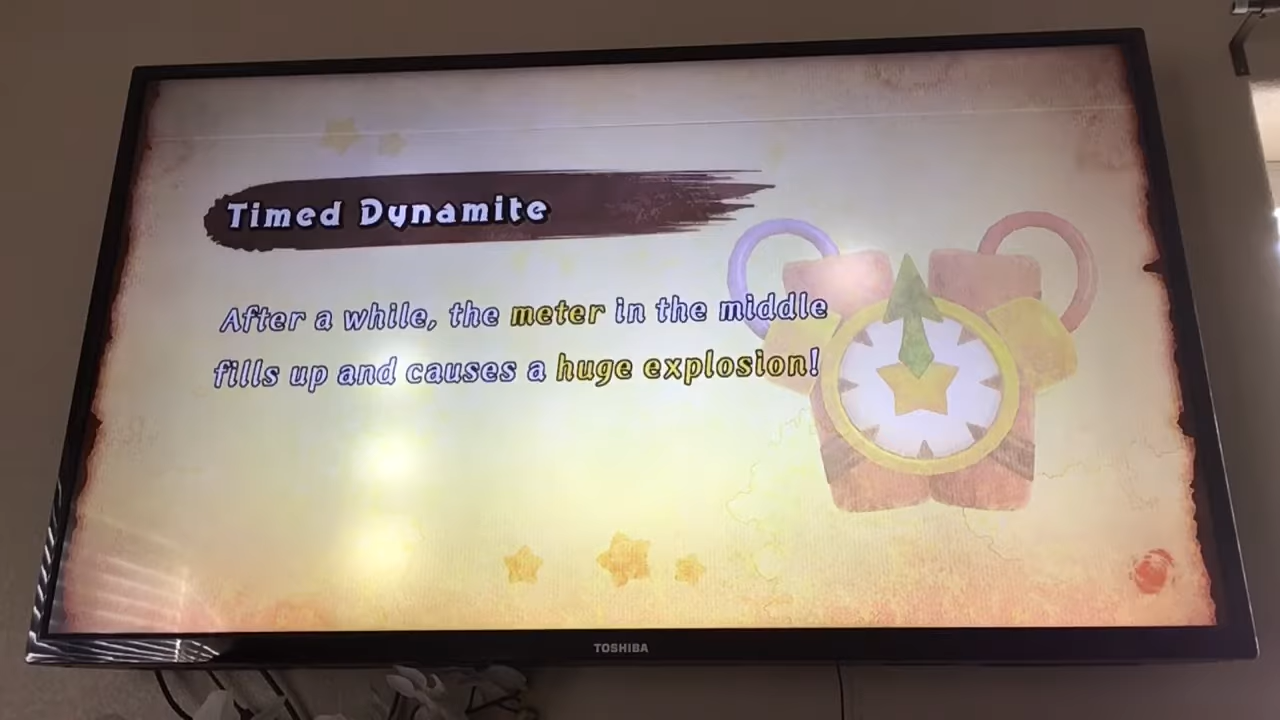 Timed Dynamite
After a while, the meter in the middle
fills up and causes a huge explosion!
TOSHIBA